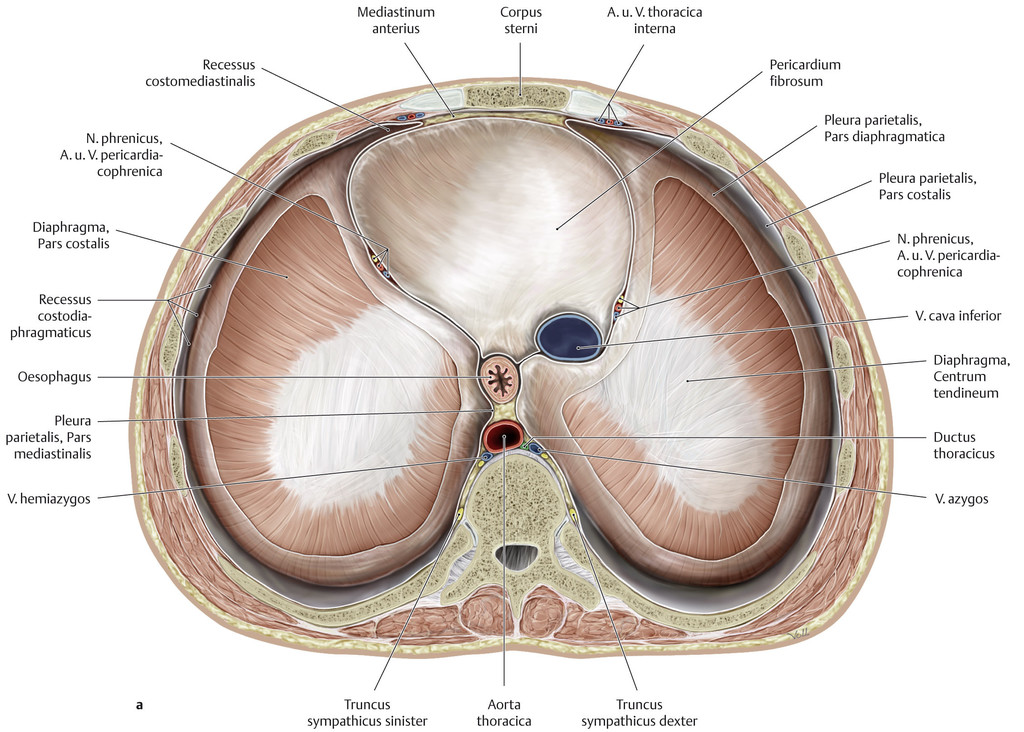 Mediastinum
anterius
Corpus
sterni
A. u. V. thoracica
interna
Recessus
costomediastinalis
Pericardium
fibrosum
N. phrenicus,
A. u. V. pericardia-
cophrenica
Pleura parietalis,
Pars diaphragmatica
Pleura parietalis,
Pars costalis
Diaphragma,
Pars costalis
N. phrenicus,
A. u. V. pericardia-
cophrenica
Recessus
costodia-
phragmaticus
V. cava inferior
Oesophagus
Diaphragma,
Centrum
tendineum
Pleura
parietalis, Pars
mediastinalis
Ductus
thoracicus
V. hemiazygos
V. azygos
a
Truncus
sympathicus sinister
Aorta
thoracica
Truncus
sympathicus dexter